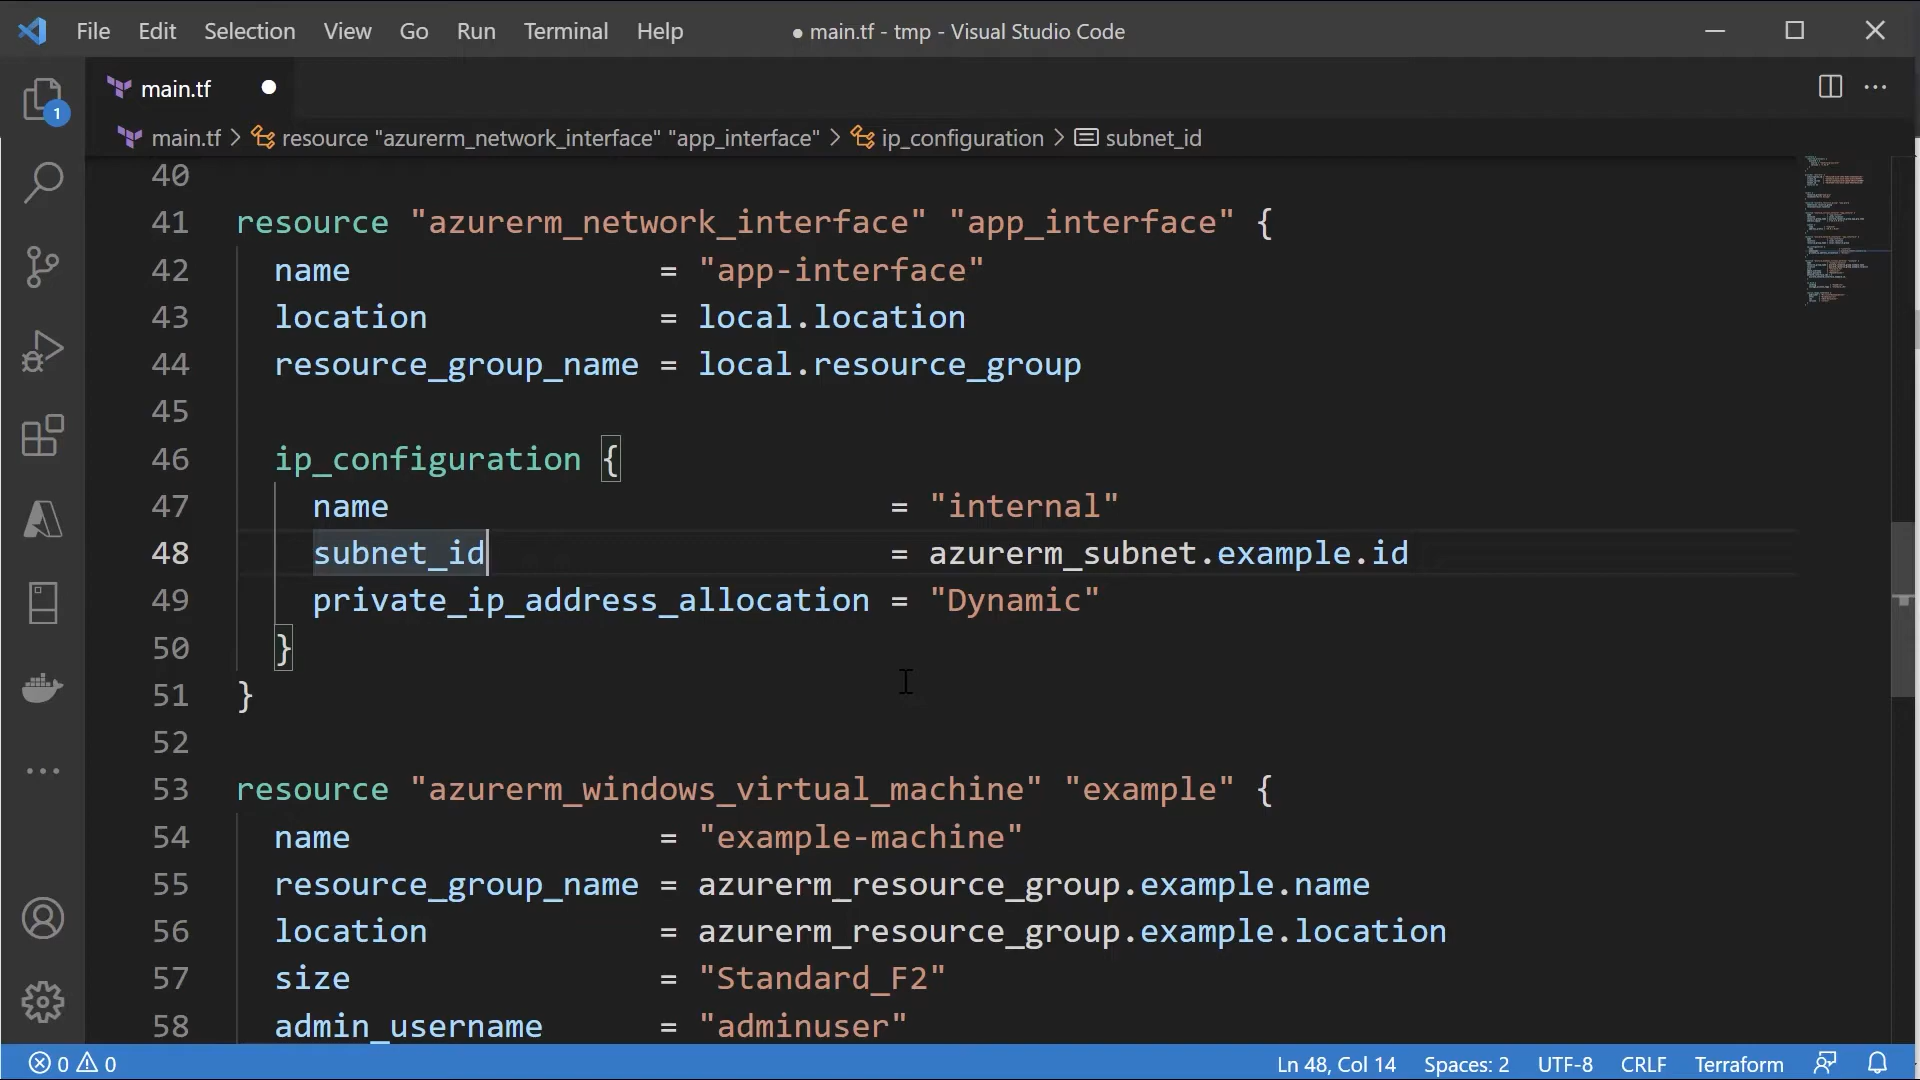 File Edit Selection View Go Run Terminal Help ● main.tf - tmp - Visual Studio Code
main.tf ●
1
main.tf > resource "azurerm_network_interface" "app_interface" > ip_configuration > subnet_id
40
41 resource "azurerm_network_interface" "app_interface" {
42 name = "app-interface"
43 location = local.location
44 resource_group_name = local.resource_group
45
46 ip_configuration {
47 name = "internal"
48 subnet_id = azurerm_subnet.example.id
49 private_ip_address_allocation = "Dynamic"
50 }
51 }
52
53 resource "azurerm_windows_virtual_machine" "example" {
54 name = "example-machine"
55 resource_group_name = azurerm_resource_group.example.name
56 location = azurerm_resource_group.example.location
57 size = "Standard_F2"
58 admin_username = "adminuser"
0 0 Ln 48, Col 14 Spaces: 2 UTF-8 CRLF Terraform